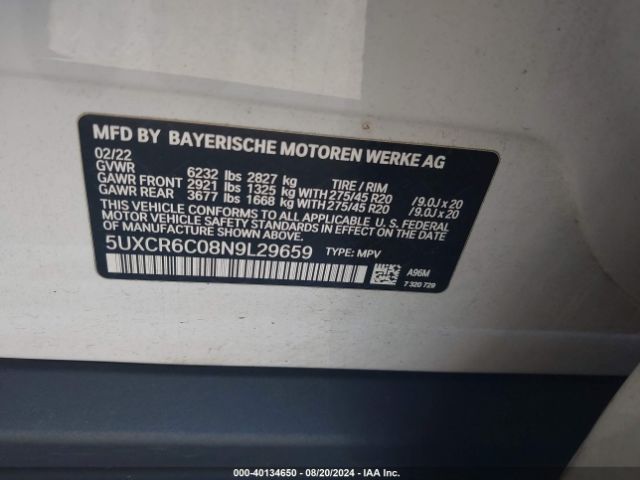 MFD BY BAYERISCHE MOTOREN WERKE AG
02/22
GVWR 6232 lbs 2827 kg TIRE / RIM
GAWR FRONT 2921 lbs 1325 kg WITH 275/45 R20 /9.0J x 20
GAWR REAR 3677 lbs 1668 kg WITH 275/45 R20 /9.0J x 20
THIS VEHICLE CONFORMS TO ALL APPLICABLE U.S. FEDERAL
MOTOR VEHICLE SAFETY STANDARDS IN EFFECT ON THE DATE
OF MANUFACTURE SHOWN ABOVE.
5UXCR6C08N9L29659 TYPE: MPV
A96M
7 320 729
000-40134650 - 08/20/2024 - IAA Inc.